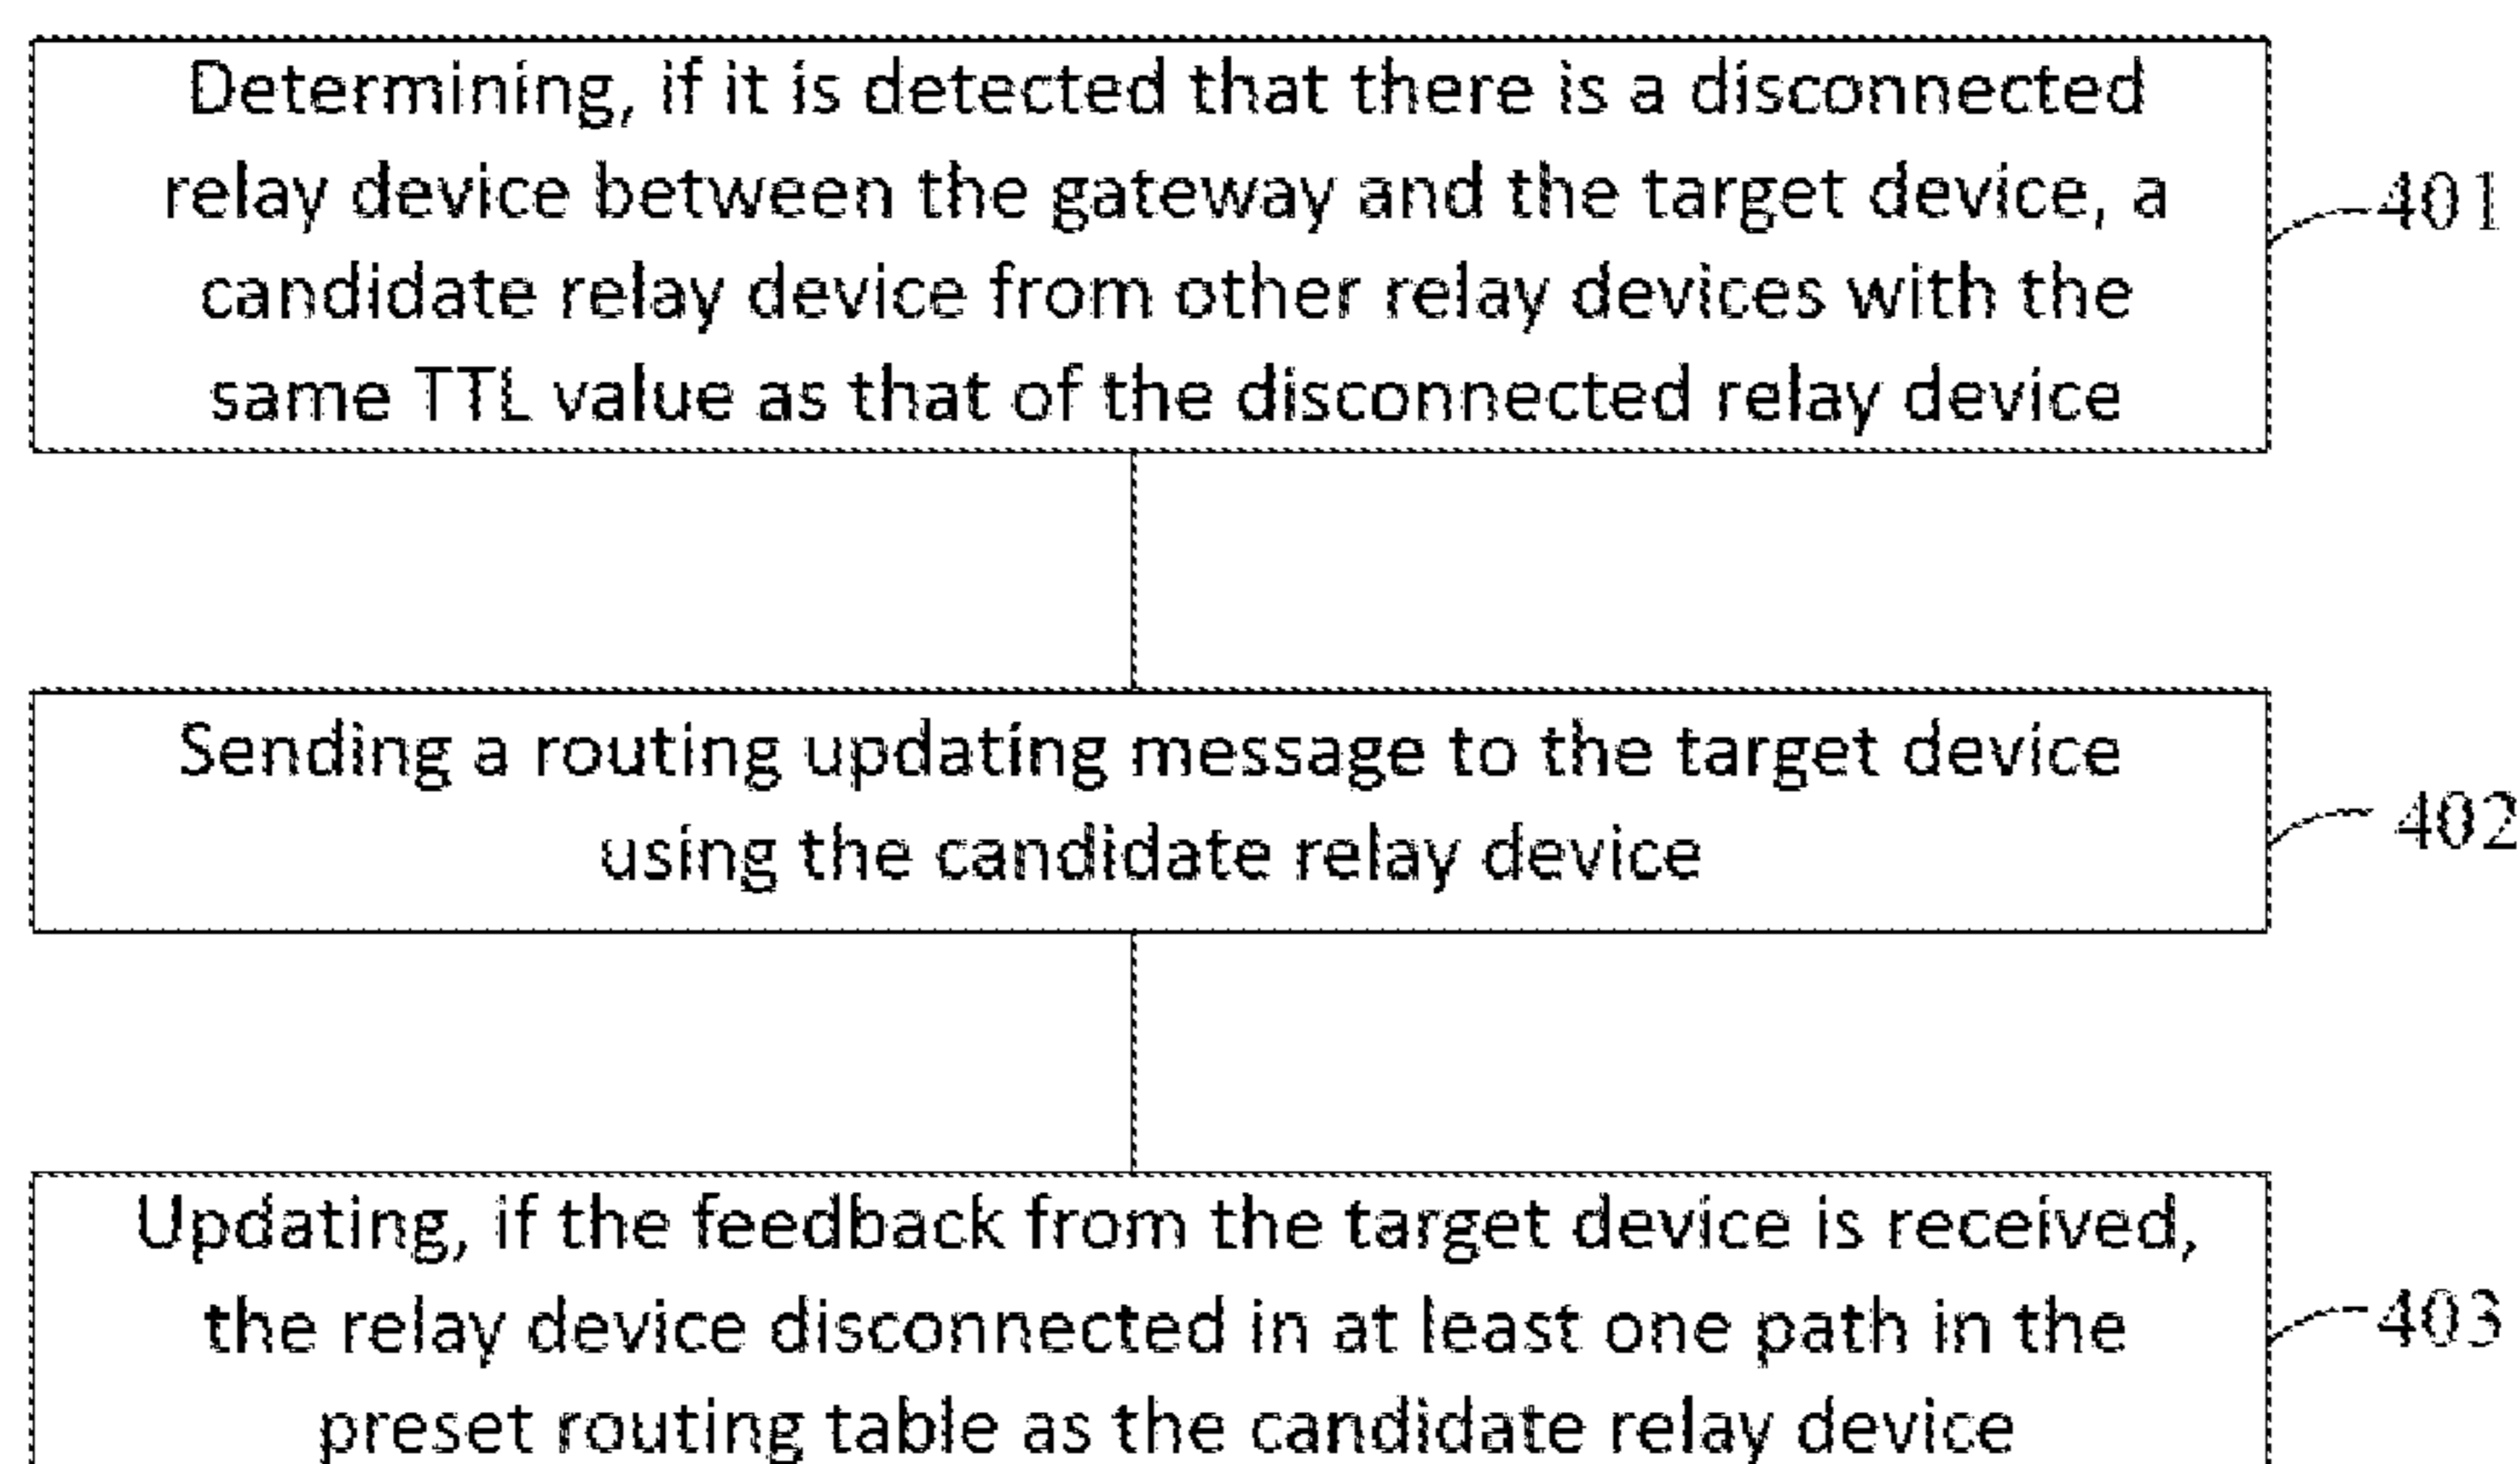 Determining, if it is detected that there is a disconnected
relay device between the gateway and the target device, a
candidate relay device from other relay devices with the
same TTL value as that of the disconnected relay device
401
Sending a routing updating message to the target device
using the candidate relay device
402
Updating, if the feedback from the target device is received,
the relay device disconnected in at least one path in the
preset routing table as the candidate relay device
403